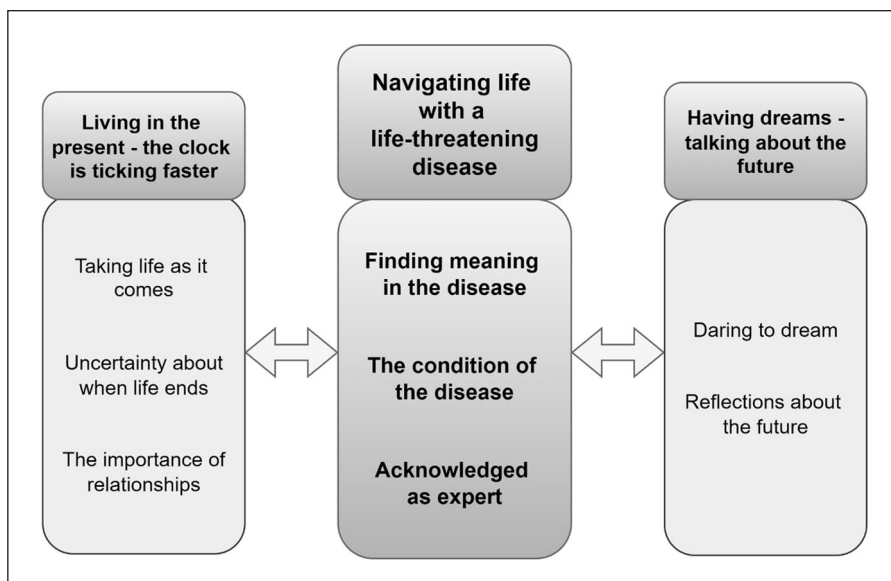 Living in the
present - the clock
is ticking faster
Taking life as it
comes
Uncertainty about
when life ends
The importance of
relationships
Navigating life
with a
life-threatening
disease
Finding meaning
in the disease
The condition of
the disease
Acknowledged
as expert
Having dreams -
talking about the
future
Daring to dream
Reflections about
the future